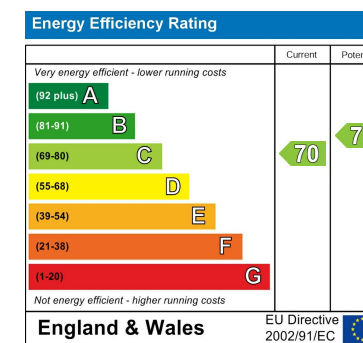 Energy Efficiency Rating
Current
Very energy efficient - lower running costs
(92 plus) A
(81-91) B
(69-80) C
70
(55-68) D
(39-54) E
(21-38) F
(1-20) G
Not energy efficient - higher running costs
England & Wales
EU Directive
2002/91/EC